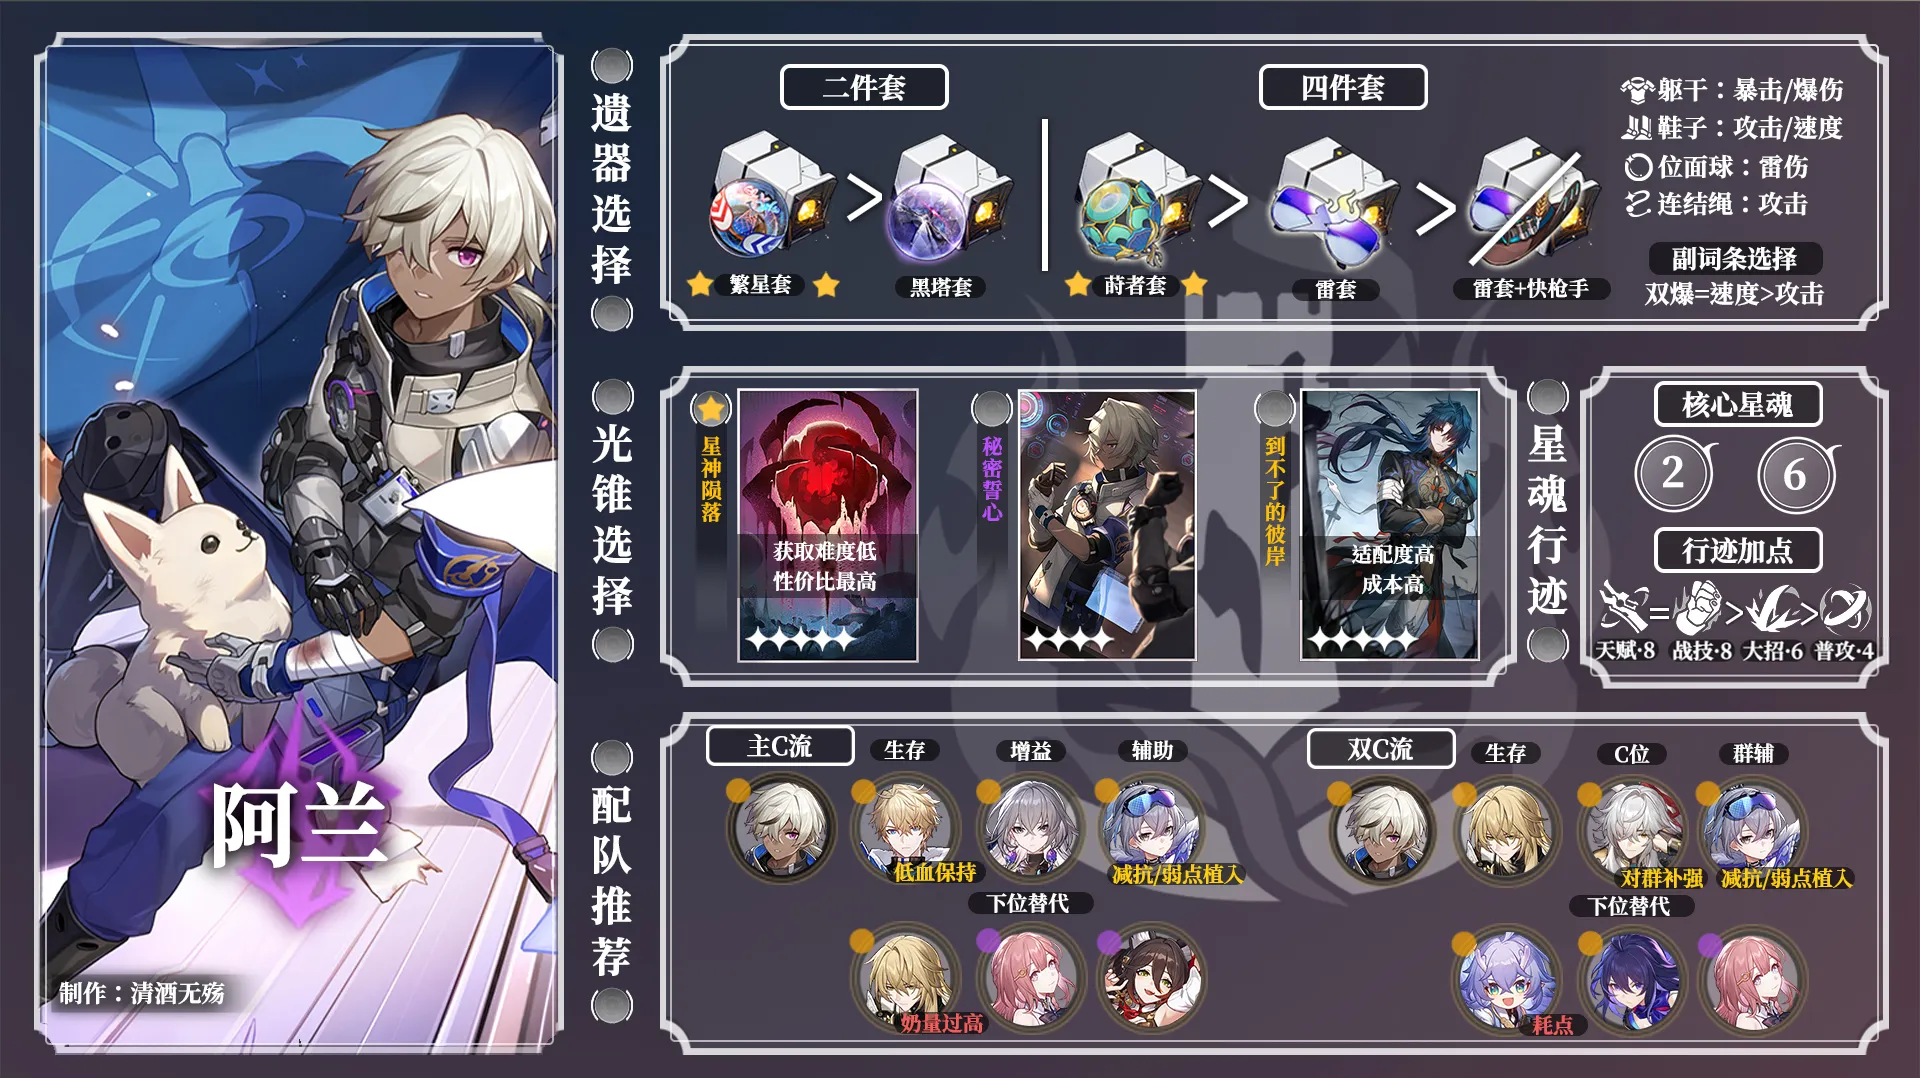 阿兰
制作：清酒无殇
遗器选择
二件套
繁星套
>
黑塔套
四件套
莳者套
>
雷套
>
雷套+快枪手
躯干：暴击/爆伤
鞋子：攻击/速度
位面球：雷伤
连结绳：攻击
副词条选择
双爆=速度>攻击
光锥选择
星神陨落
获取难度低
性价比最高
秘密誓心
到不了的彼岸
适配度高
成本高
星魂行迹
核心星魂
2 6
行迹加点
= > >
天赋·8 战技·8 大招·6 普攻·4
配队推荐
主C流 生存 增益 辅助
低血保持 减抗/弱点植入
下位替代
奶量过高
双C流 生存 C位 群辅
对群补强 减抗/弱点植入
下位替代
耗点